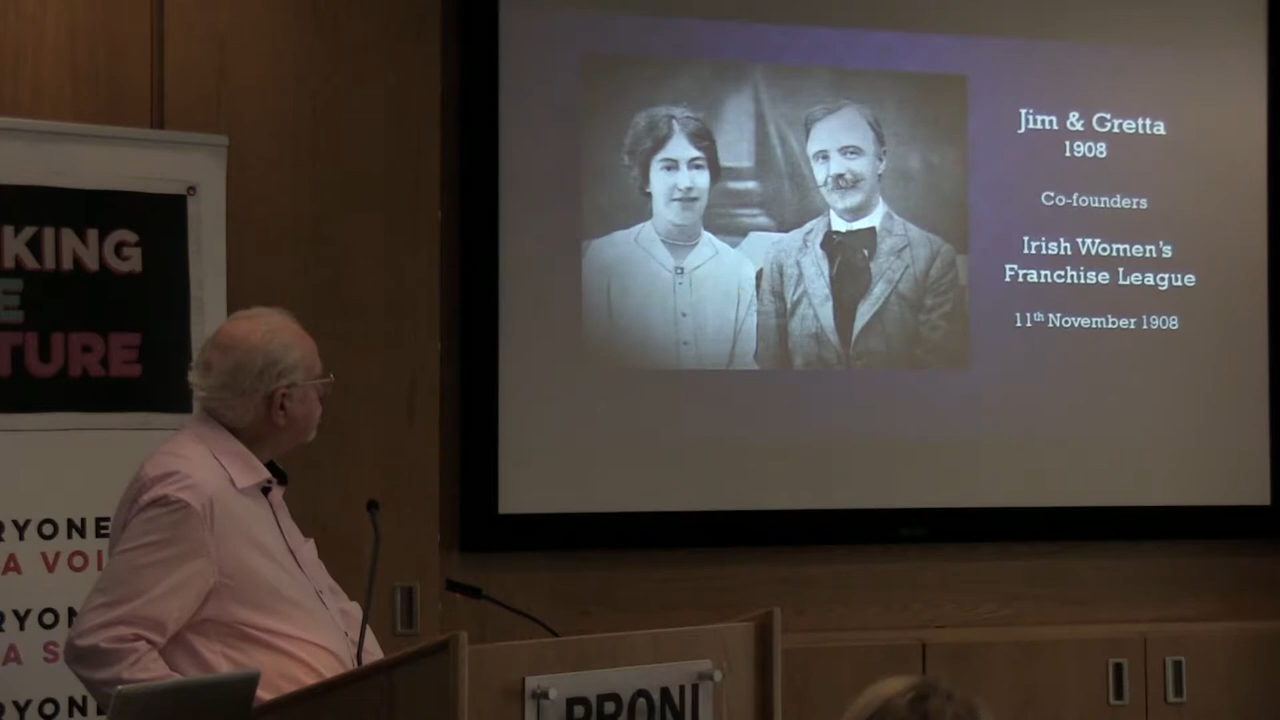 KING
E
TURE
RYONE
A VOI
RYON
A S
RYONE
Jim & Gretta
1908
Co-founders
Irish Women's
Franchise League
11th November 1908
PRONI